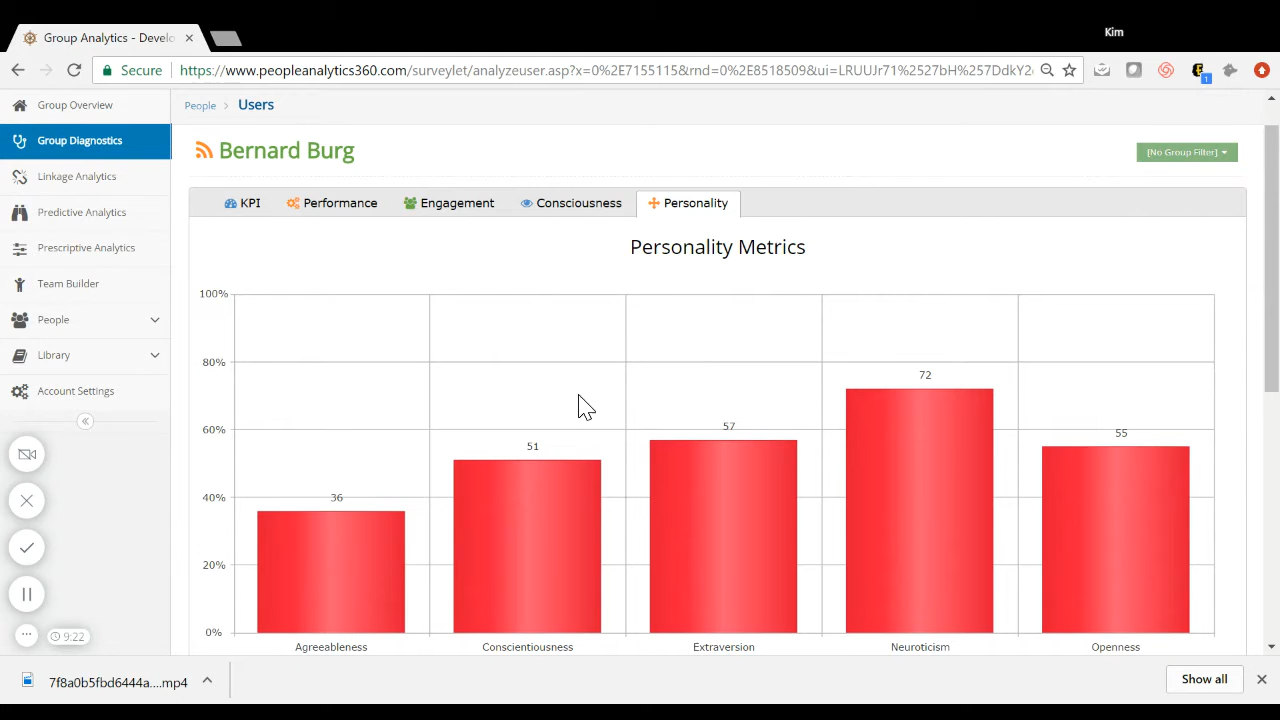 Kim
Group Analytics - Develo
Secure https://www.peopleanalytics360.com/surveylet/analyzeuser.asp?x=0%2E7155115&rnd=0%2E8518509&ui=LRUUJr71%2527bH%257DdkY2
1
Group Overview
Group Diagnostics
Linkage Analytics
Predictive Analytics
Prescriptive Analytics
Team Builder
People
Library
Account Settings
9:22
People > Users
Bernard Burg
[No Group Filter]
KPI Performance Engagement Consciousness Personality
Personality Metrics
100%
80%
60%
40%
20%
0%
36
51
57
72
55
Agreeableness Conscientiousness Extraversion Neuroticism Openness
7f8a0b5fbd6444a....mp4
Show all